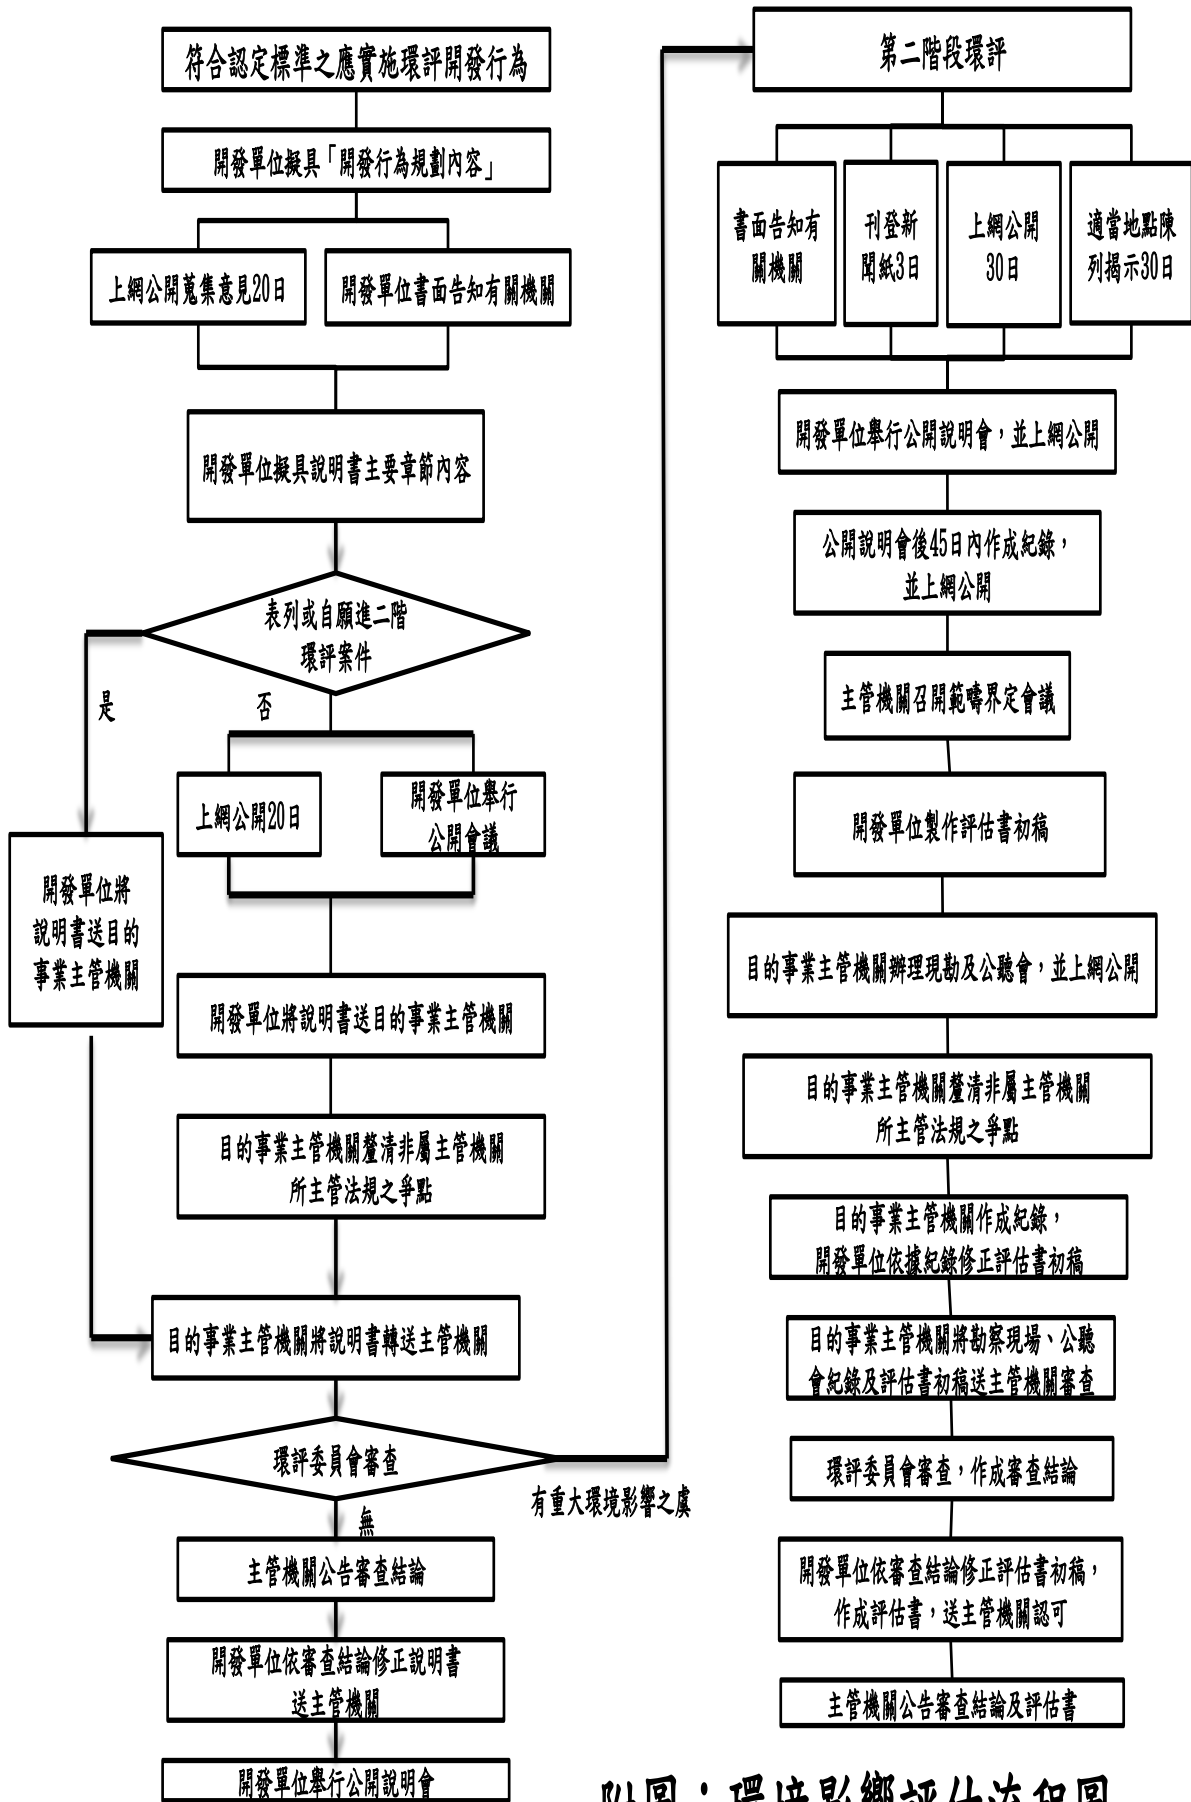 符合認定標準之應實施環評開發行為
開發單位擬具「開發行為規劃內容」
上網公開蒐集意見20日
開發單位書面告知有關機關
開發單位擬具說明書主要章節內容
表列或自願進二階
環評案件
是
否
上網公開20日
開發單位舉行
公開會議
開發單位將
說明書送目的
事業主管機關
開發單位將說明書送目的事業主管機關
目的事業主管機關釐清非屬主管機關
所主管法規之爭點
目的事業主管機關將說明書轉送主管機關
環評委員會審查
有重大環境影響之虞
無
主管機關公告審查結論
開發單位依審查結論修正說明書
送主管機關
開發單位舉行公開說明會
第二階段環評
書面告知有
關機關
刊登新
聞紙3日
上網公開
30日
適當地點陳
列揭示30日
開發單位舉行公開說明會，並上網公開
公開說明會後45日內作成紀錄，
並上網公開
主管機關召開範疇界定會議
開發單位製作評估書初稿
目的事業主管機關辦理現勘及公聽會，並上網公開
目的事業主管機關釐清非屬主管機關
所主管法規之爭點
目的事業主管機關作成紀錄，
開發單位依據紀錄修正評估書初稿
目的事業主管機關將勘察現場、公聽
會紀錄及評估書初稿送主管機關審查
環評委員會審查，作成審查結論
開發單位依審查結論修正評估書初稿，
作成評估書，送主管機關認可
主管機關公告審查結論及評估書
附圖：環境影響評估流程圖